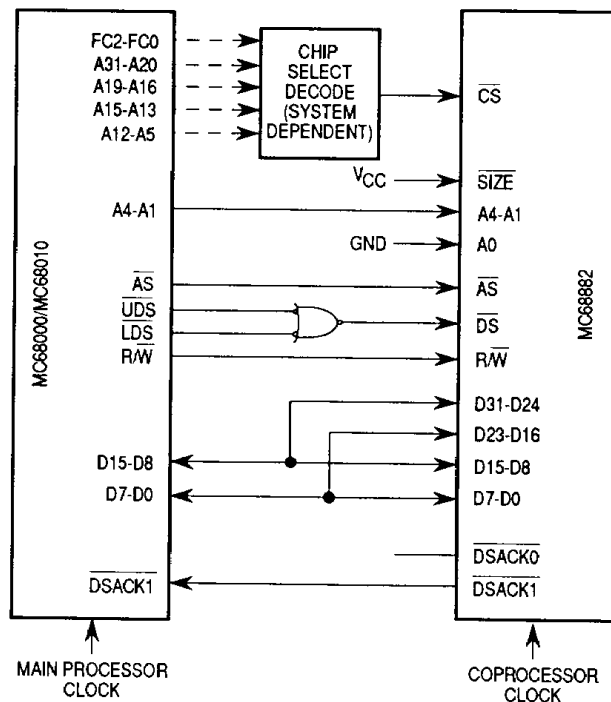 FC2-FC0
A31-A20
A19-A16
A15-A13
A12-A5
CHIP
SELECT
DECODE
(SYSTEM
DEPENDENT)
CS
VCC
SIZE
A4-A1
A4-A1
GND
A0
AS
AS
UDS
LDS
DS
R/W
R/W
MC68000/MC68010
MC68882
D31-D24
D23-D16
D15-D8
D15-D8
D7-D0
D7-D0
DSACK0
DSACK1
DSACK1
MAIN PROCESSOR
CLOCK
COPROCESSOR
CLOCK